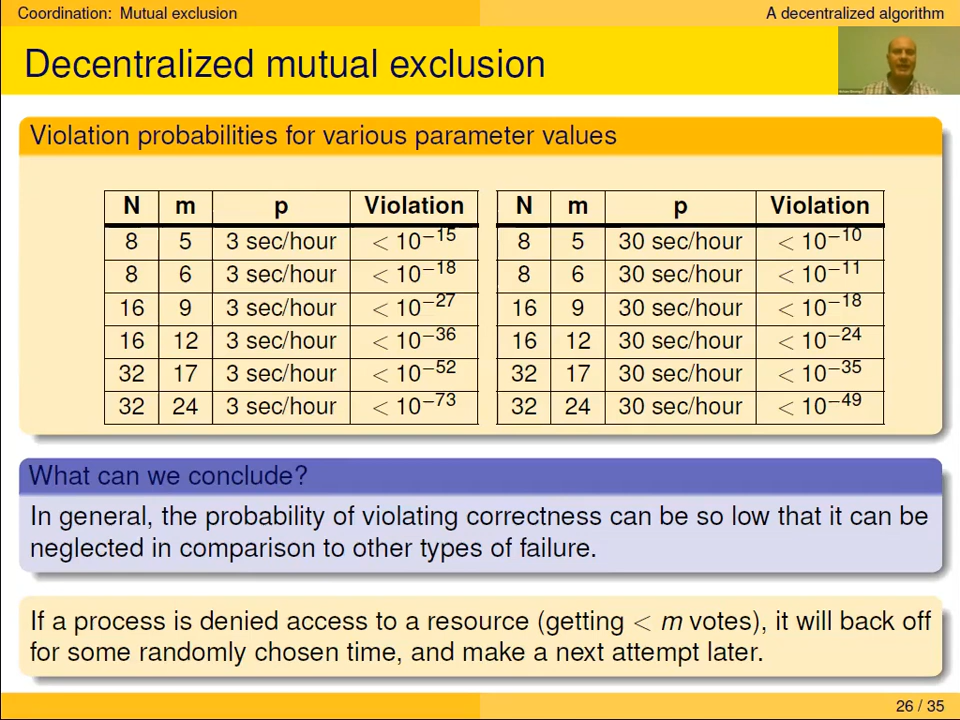 Coordination: Mutual exclusion A decentralized algorithm
Decentralized mutual exclusion
Violation probabilities for various parameter values
N m p Violation N m p Violation
8 5 3 sec/hour < 10⁻¹⁵ 8 5 30 sec/hour < 10⁻¹⁰
8 6 3 sec/hour < 10⁻¹⁸ 8 6 30 sec/hour < 10⁻¹¹
16 9 3 sec/hour < 10⁻²⁷ 16 9 30 sec/hour < 10⁻¹⁸
16 12 3 sec/hour < 10⁻³⁶ 16 12 30 sec/hour < 10⁻²⁴
32 17 3 sec/hour < 10⁻⁵² 32 17 30 sec/hour < 10⁻³⁵
32 24 3 sec/hour < 10⁻⁷³ 32 24 30 sec/hour < 10⁻⁴⁹
What can we conclude?
In general, the probability of violating correctness can be so low that it can be
neglected in comparison to other types of failure.
If a process is denied access to a resource (getting < m votes), it will back off
for some randomly chosen time, and make a next attempt later.
26 / 35